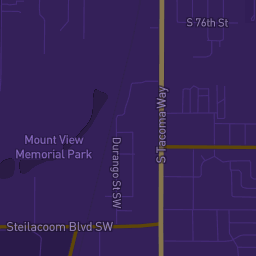 S 76th St
S Tacoma Way
Mount View
Memorial Park
Durango St SW
Steilacoom Blvd SW